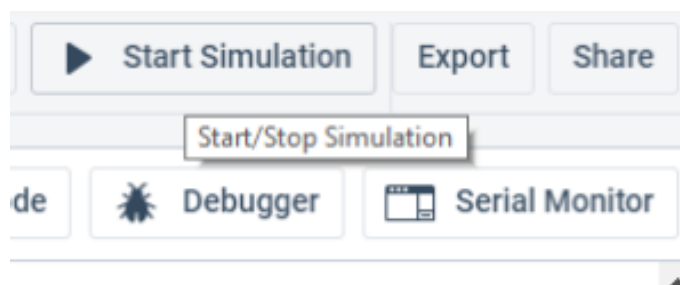 Start Simulation Export Share
Start/Stop Simulation
de Debugger Serial Monitor